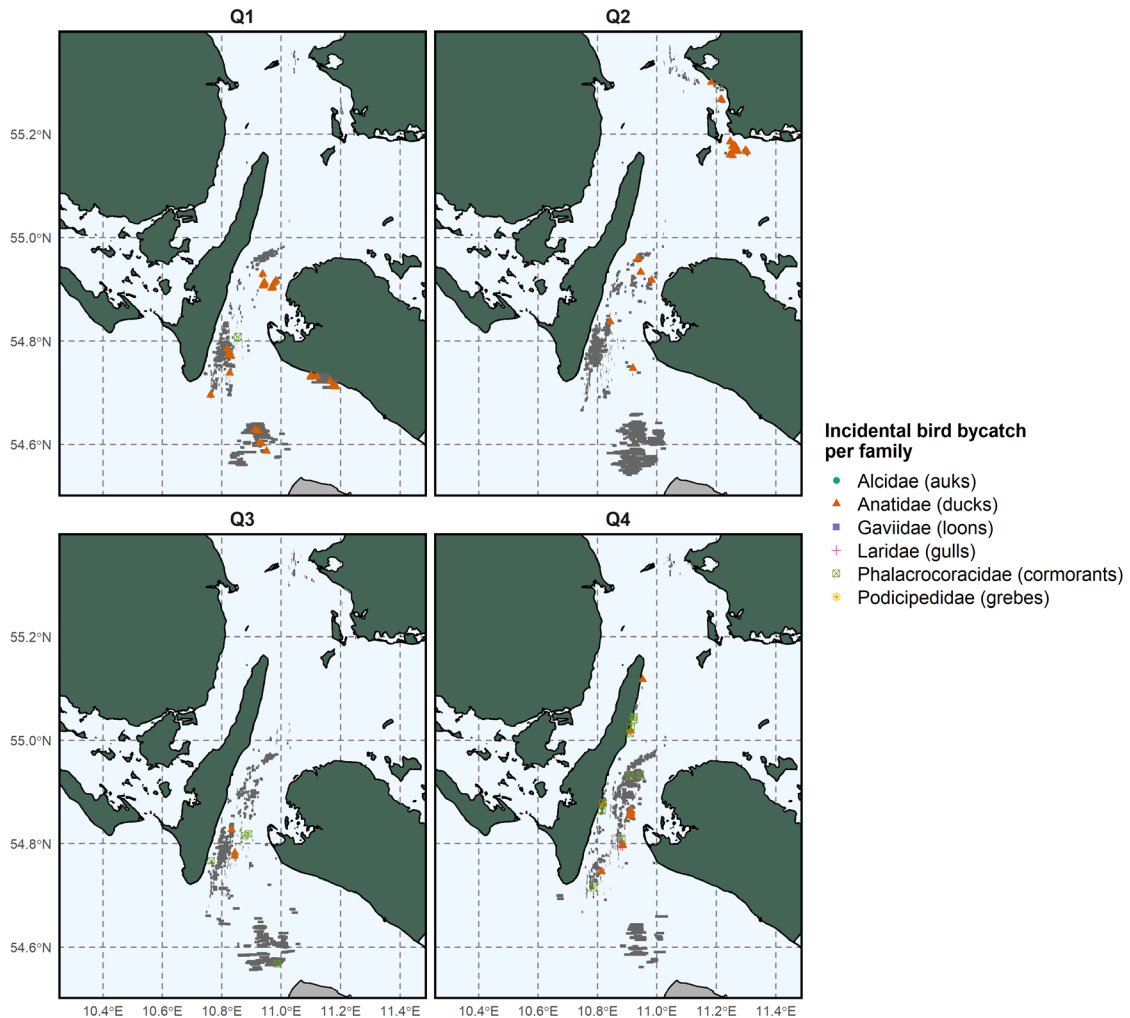 Q1
Q2
55.2°N
55.0°N
54.8°N
54.6°N
Incidental bird bycatch
per family
Alcidae (auks)
Anatidae (ducks)
Gaviidae (loons)
Laridae (gulls)
Phalacrocoracidae (cormorants)
Podicipedidae (grebes)
Q3
Q4
55.2°N
55.0°N
54.8°N
54.6°N
10.4°E 10.6°E 10.8°E 11.0°E 11.2°E 11.4°E 10.4°E 10.6°E 10.8°E 11.0°E 11.2°E 11.4°E